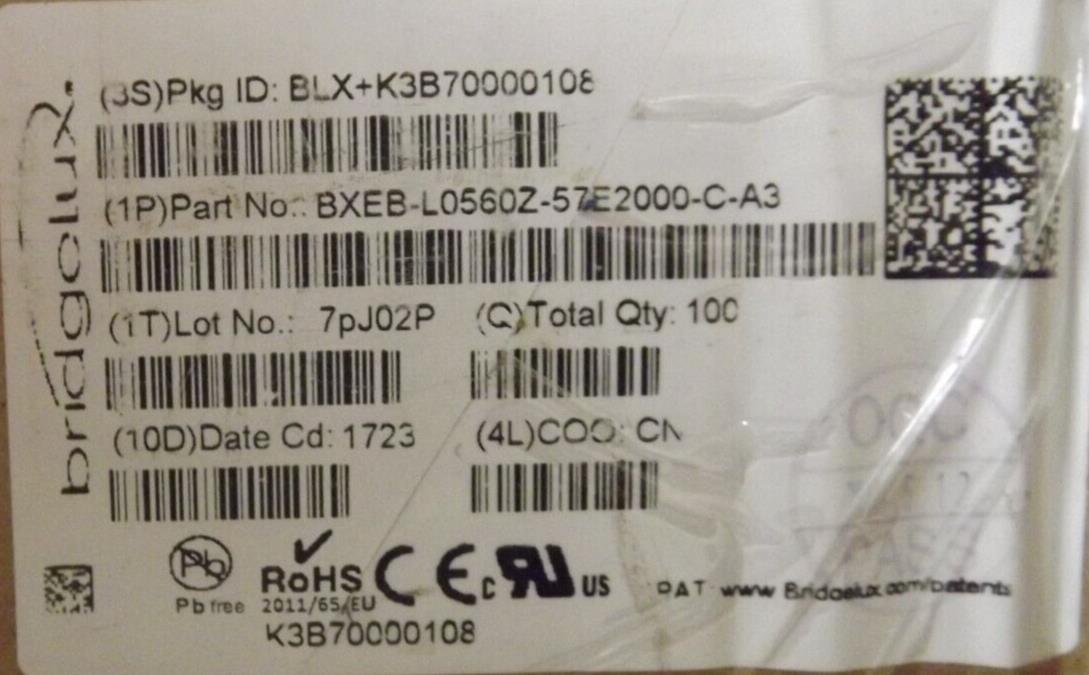 bridgelux.
(3S)Pkg ID: BLX+K3B70000108
(1P)Part No.: BXEB-L0560Z-57E2000-C-A3
(1T)Lot No.: 7pJ02P (Q)Total Qty: 100
(10D)Date Cd: 1723 (4L)COO: CN
Pb
Pb free
RoHS
2011/65/EU
CE
c UR US
PAT: www.Bridgelux.com/patents
K3B70000108